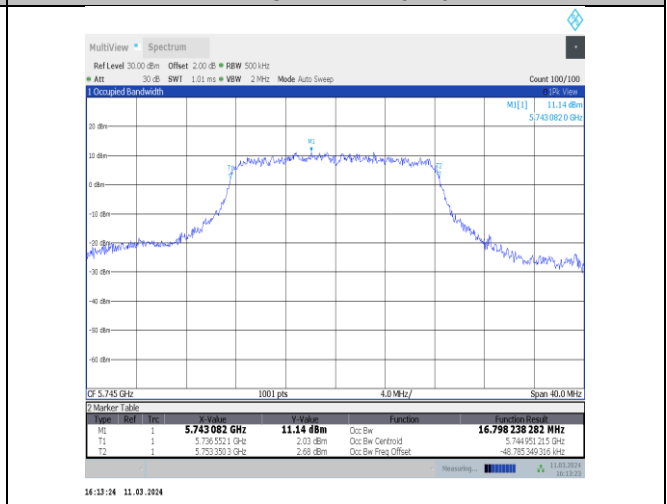 MultiView Spectrum
Ref Level 30.00 dBm Offset 2.00 dB RBW 500 kHz
Att 30 dB SWT 1.01 ms VBW 2 MHz Mode Auto Sweep Count 100/100
1 Occupied Bandwidth 1Pk View
M1[1] 11.14 dBm
5.743 082 0 GHz
20 dBm
M1
10 dBm
0 dBm
-10 dBm
-20 dBm
-30 dBm
-40 dBm
-50 dBm
-60 dBm
CF 5.745 GHz 1001 pts 4.0 MHz/ Span 40.0 MHz
2 Marker Table
Type Ref Trc X-Value Y-Value Function Function Result
M1 1 5.743 082 GHz 11.14 dBm Occ Bw 16.798 238 282 MHz
T1 1 5.736 552 1 GHz 2.03 dBm Occ Bw Centroid 5.744 951 215 GHz
T2 1 5.753 350 3 GHz 2.68 dBm Occ Bw Freq Offset -48.785 349 316 kHz
Measuring... 11.03.2024
16:13:23
16:13:24 11.03.2024